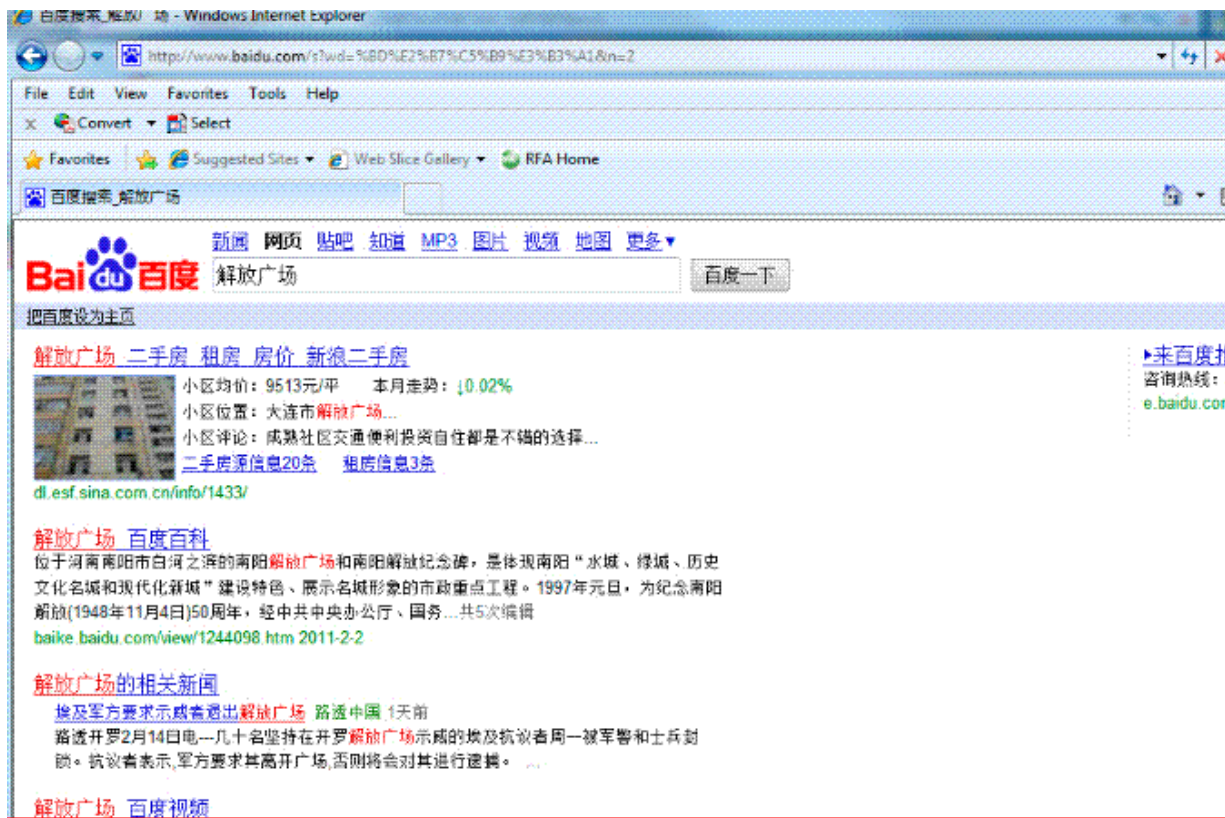 百度搜索_解放广场 - Windows Internet Explorer
http://www.baidu.com/s?wd=%BD%E2%B7%C5%B9%E3%B3%A1&n=2
File Edit View Favorites Tools Help
x Convert Select
Favorites Suggested Sites Web Slice Gallery RFA Home
百度搜索_解放广场
新闻 网页 贴吧 知道 MP3 图片 视频 地图 更多▼
Bai du 百度 解放广场 百度一下
把百度设为主页
解放广场_二手房_租房_房价_新浪二手房
小区均价：9513元/平 本月走势：↓0.02%
小区位置：大连市解放广场...
小区评论：成熟社区交通便利投资自住都是不错的选择...
二手房源信息20条 租房信息3条
dl.esf.sina.com.cn/info/1433/
解放广场_百度百科
位于河南南阳市白河之滨的南阳解放广场和南阳解放纪念碑，是体现南阳“水城、绿城、历史
文化名城和现代化新城”建设特色、展示名城形象的市政重点工程。1997年元旦，为纪念南阳
解放(1948年11月4日)50周年，经中共中央办公厅、国务...共5次编辑
baike.baidu.com/view/1244098.htm 2011-2-2
解放广场的相关新闻
埃及军方要求示威者退出解放广场 路透中国 1天前
路透开罗2月14日电---几十名坚持在开罗解放广场示威的埃及抗议者周一被军警和士兵封
锁。抗议者表示,军方要求其离开广场,否则将会对其进行逮捕。 ...
解放广场_百度视频
▶来百度推
咨询热线：
e.baidu.com